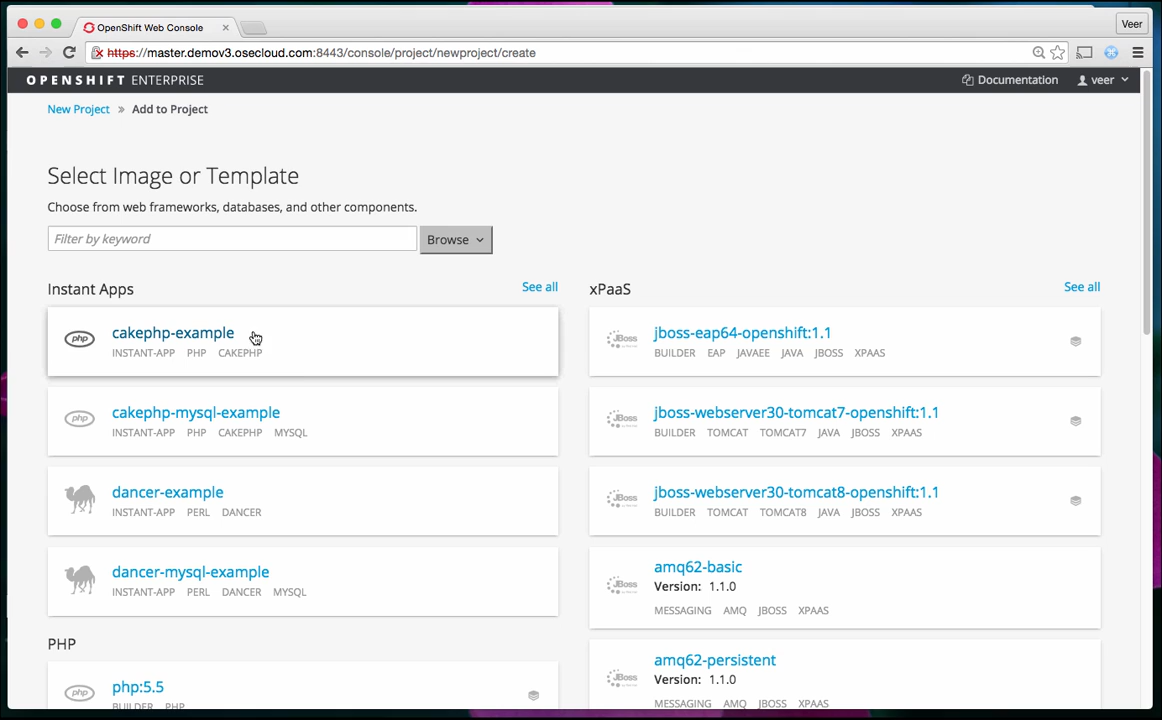 OpenShift Web Console
Veer
https://master.demov3.osecloud.com:8443/console/project/newproject/create
OPENSHIFT ENTERPRISE
Documentation
veer
New Project » Add to Project
Select Image or Template
Choose from web frameworks, databases, and other components.
Filter by keyword
Browse
Instant Apps
See all
php
cakephp-example
INSTANT-APP PHP CAKEPHP
php
cakephp-mysql-example
INSTANT-APP PHP CAKEPHP MYSQL
dancer-example
INSTANT-APP PERL DANCER
dancer-mysql-example
INSTANT-APP PERL DANCER MYSQL
PHP
php
php:5.5
BUILDER PHP
xPaaS
See all
JBoss
jboss-eap64-openshift:1.1
BUILDER EAP JAVAEE JAVA JBOSS XPAAS
JBoss
jboss-webserver30-tomcat7-openshift:1.1
BUILDER TOMCAT TOMCAT7 JAVA JBOSS XPAAS
JBoss
jboss-webserver30-tomcat8-openshift:1.1
BUILDER TOMCAT TOMCAT8 JAVA JBOSS XPAAS
JBoss
amq62-basic
Version: 1.1.0
MESSAGING AMQ JBOSS XPAAS
JBoss
amq62-persistent
Version: 1.1.0
MESSAGING AMQ JBOSS XPAAS